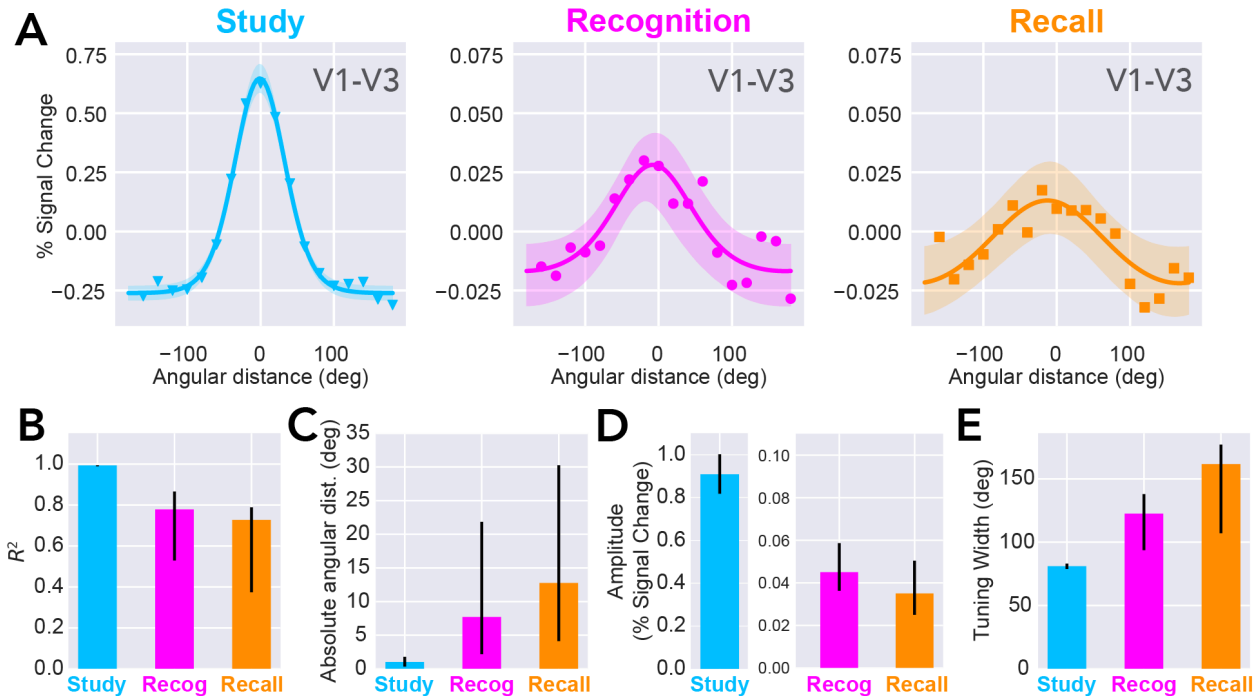 A
Study
Recognition
Recall
0.75
0.50
0.25
0.00
−0.25
% Signal Change
V1-V3
−100
0
100
Angular distance (deg)
0.075
0.050
0.025
0.000
−0.025
V1-V3
−100
0
100
Angular distance (deg)
0.075
0.050
0.025
0.000
−0.025
V1-V3
−100
0
100
Angular distance (deg)
B
1.0
0.8
0.6
0.4
0.2
0.0
R²
Study
Recog
Recall
C
35
30
25
20
15
10
5
0
Absolute angular dist. (deg)
Study
Recog
Recall
D
1.0
0.8
0.6
0.4
0.2
0.0
Amplitude
(% Signal Change)
Study
0.10
0.08
0.06
0.04
0.02
0.00
Recog
Recall
E
150
100
50
0
Tuning Width (deg)
Study
Recog
Recall